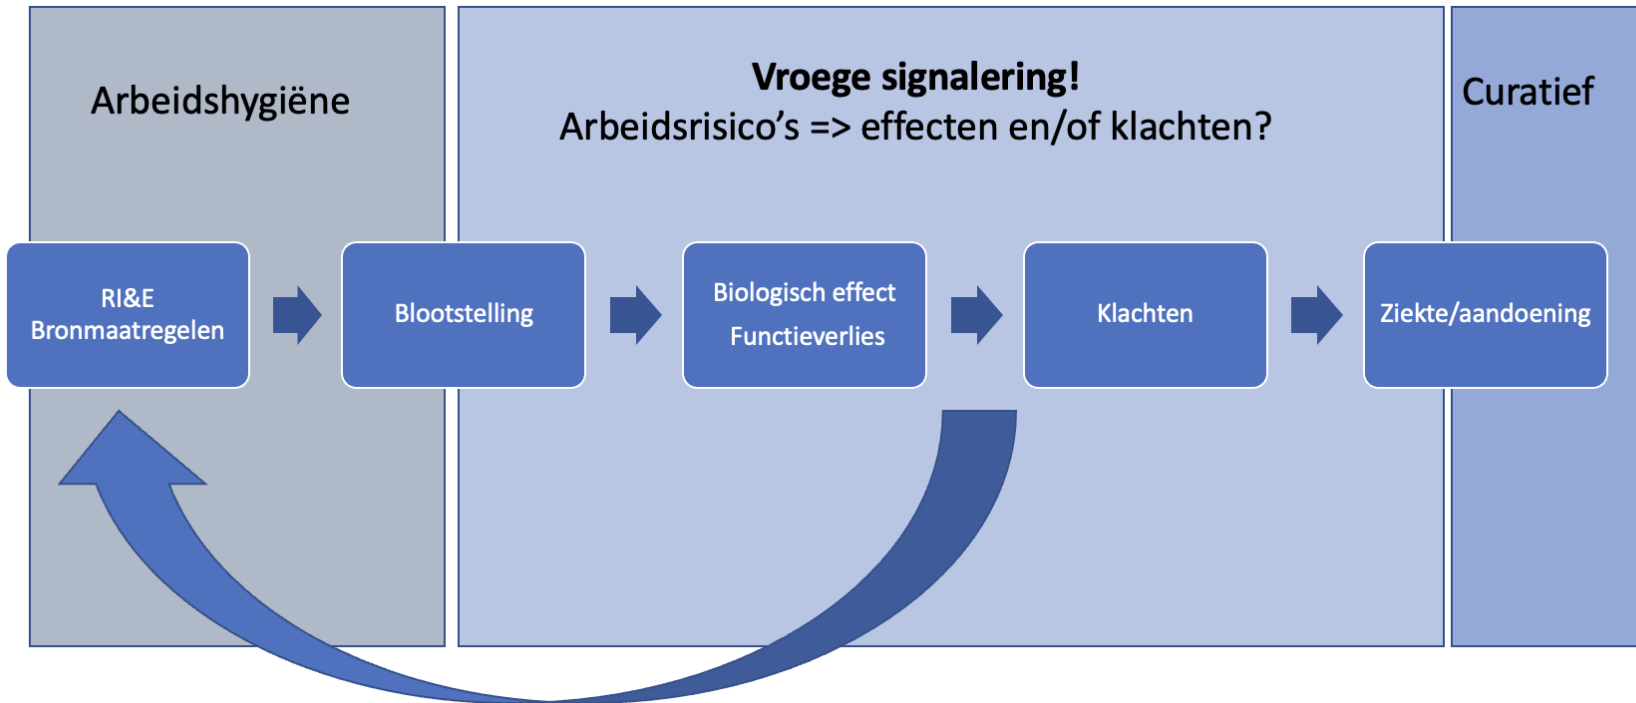 Arbeidshygiëne
Vroege signalering!
Arbeidsrisico’s => effecten en/of klachten?
Curatief
RI&E
Bronmaatregelen
Blootstelling
Biologisch effect
Functieverlies
Klachten
Ziekte/aandoening